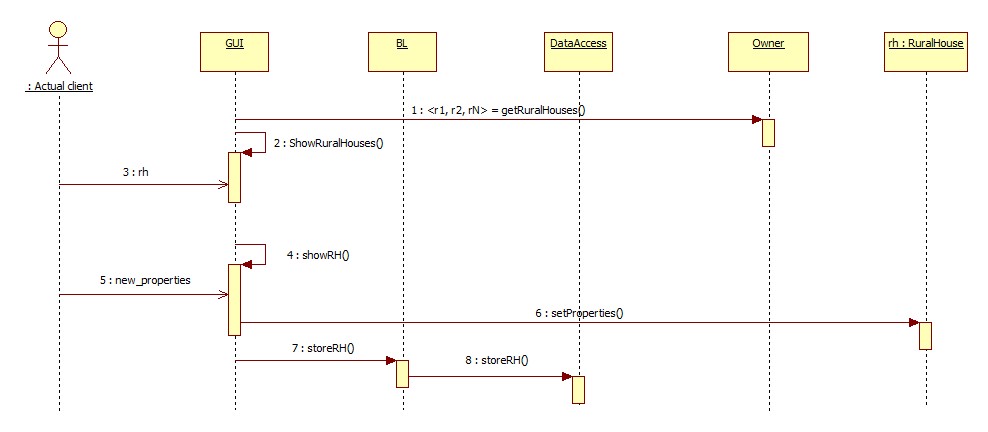 GUI
BL
DataAccess
Owner
rh : RuralHouse
: Actual client
1 : <r1, r2, rN> = getRuralHouses()
2 : ShowRuralHouses()
3 : rh
4 : showRH()
5 : new_properties
6 : setProperties()
7 : storeRH()
8 : storeRH()